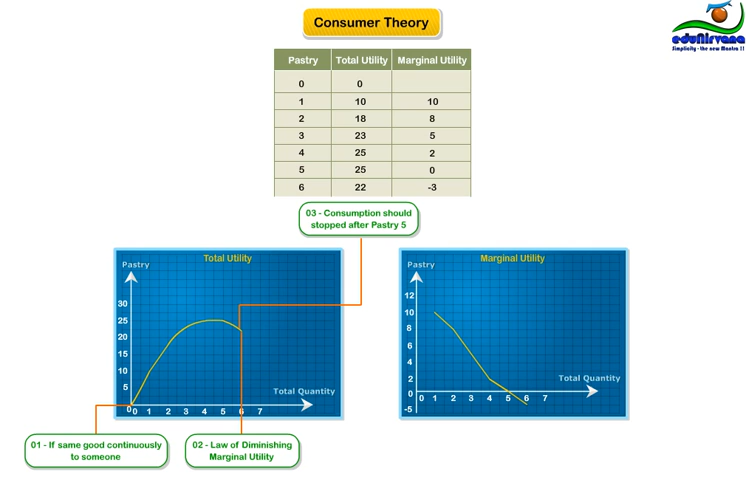 Consumer Theory
eduNirvana
Simplicity - the new Mantra !!
Pastry Total Utility Marginal Utility
0 0
1 10 10
2 18 8
3 23 5
4 25 2
5 25 0
6 22 -3
03 - Consumption should
stopped after Pastry 5
Total Utility
Pastry
30
25
20
15
10
5
0
0 1 2 3 4 5 6 7
Total Quantity
Marginal Utility
Pastry
12
10
8
6
4
2
0
-5
0 1 2 3 4 5 6 7
Total Quantity
01 - If same good continuously
to someone
02 - Law of Diminishing
Marginal Utility